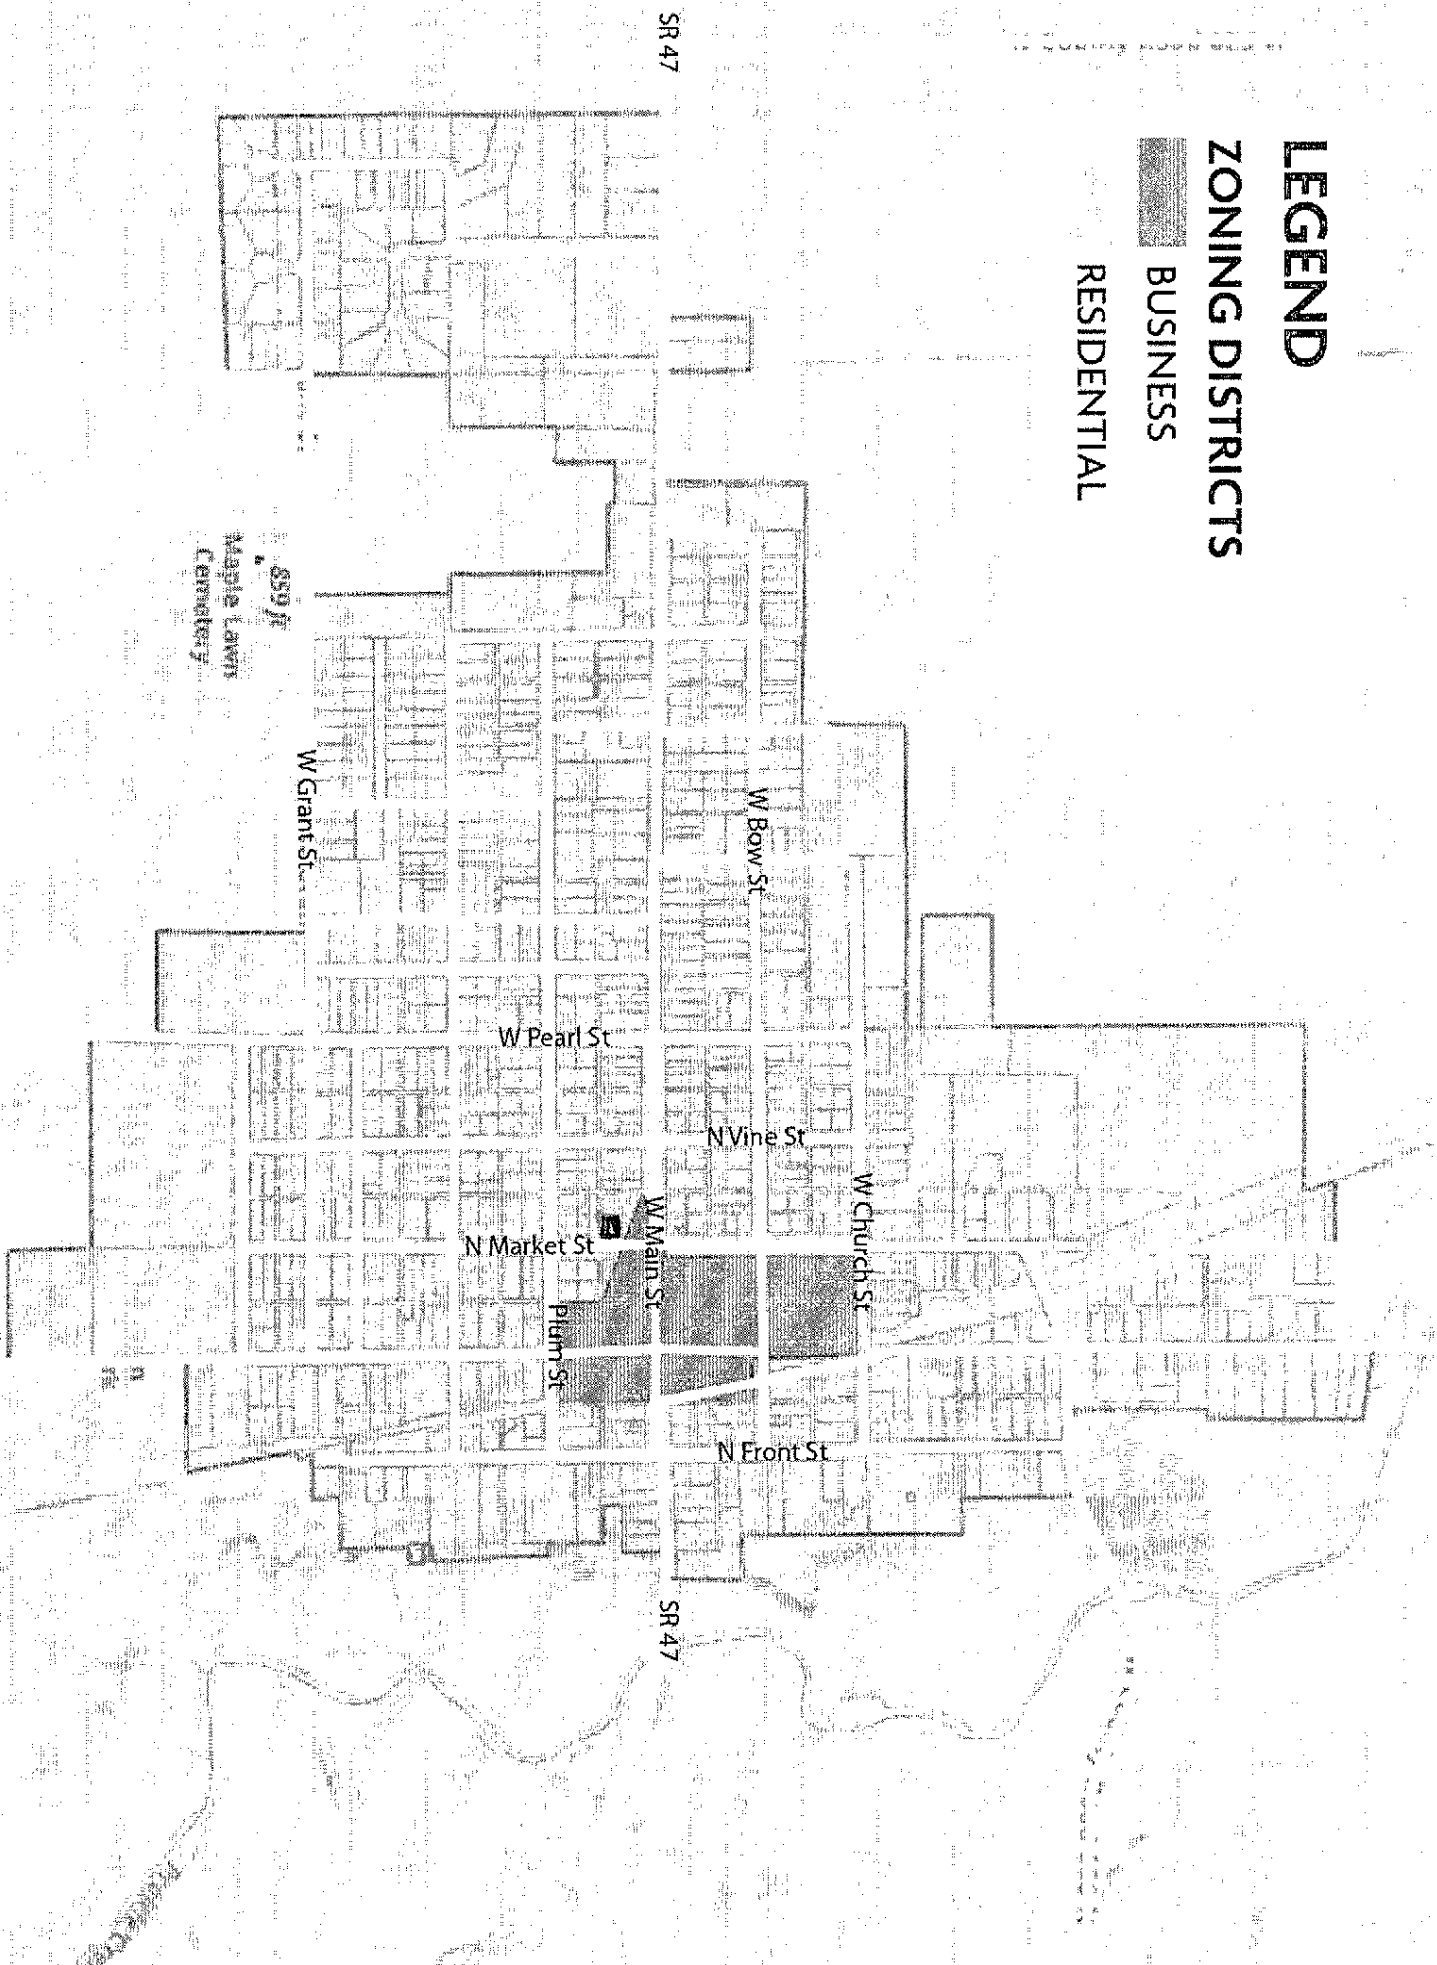 LEGEND
ZONING DISTRICTS
BUSINESS
RESIDENTIAL
SR 47
859 ft
Maple Lawn
Cemetery
W Grant St
W Bow St
W Pearl St
N Vine St
W Church St
W Main St
N Market St
Plum St
N Front St
SR 47